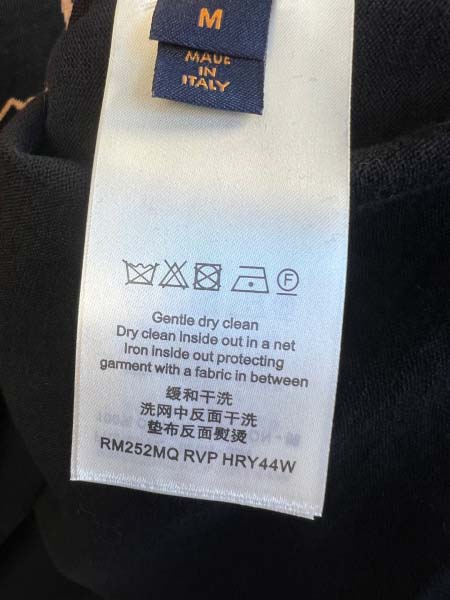 M
MADE
IN
ITALY
F
Gentle dry clean
Dry clean inside out in a net
Iron inside out protecting
garment with a fabric in between
缓和干洗
洗网中反面干洗
垫布反面熨烫
RM252MQ RVP HRY44W